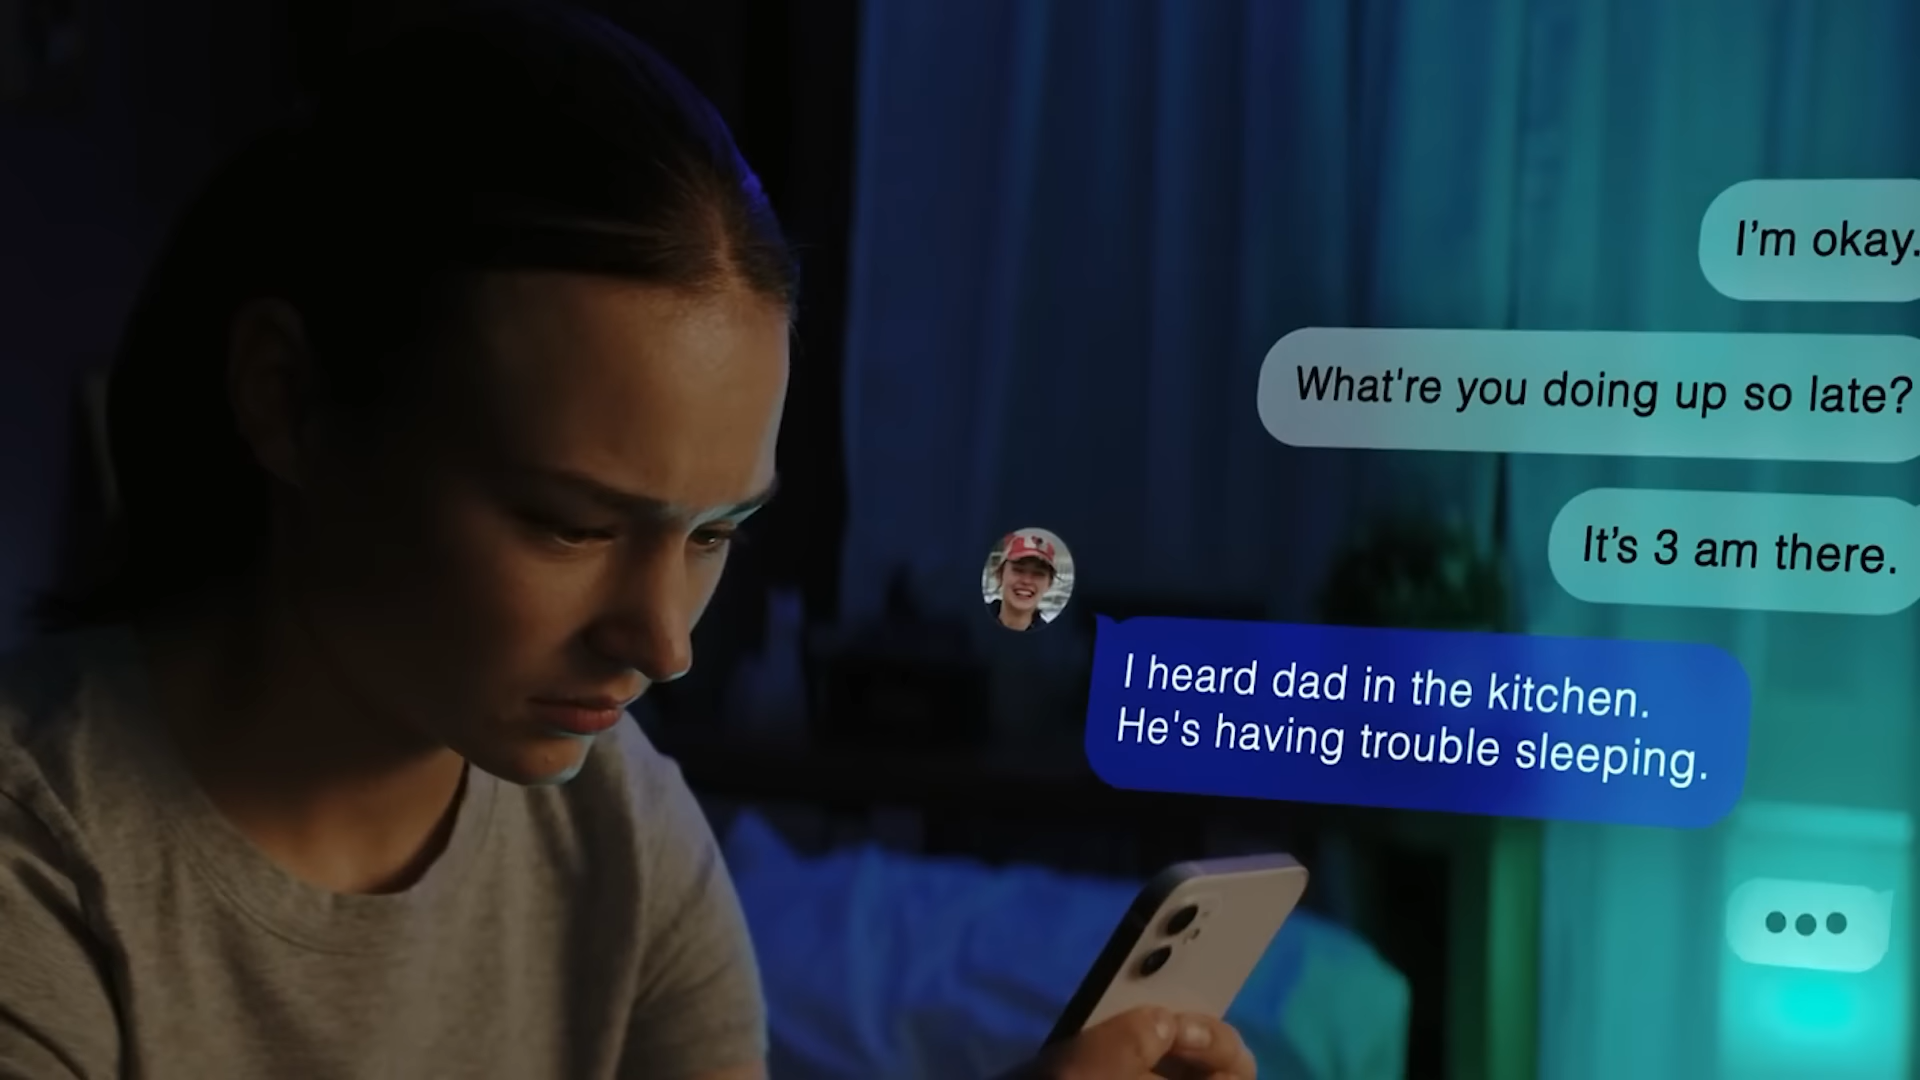 I’m okay.
What're you doing up so late?
It’s 3 am there.
I heard dad in the kitchen.
He's having trouble sleeping.